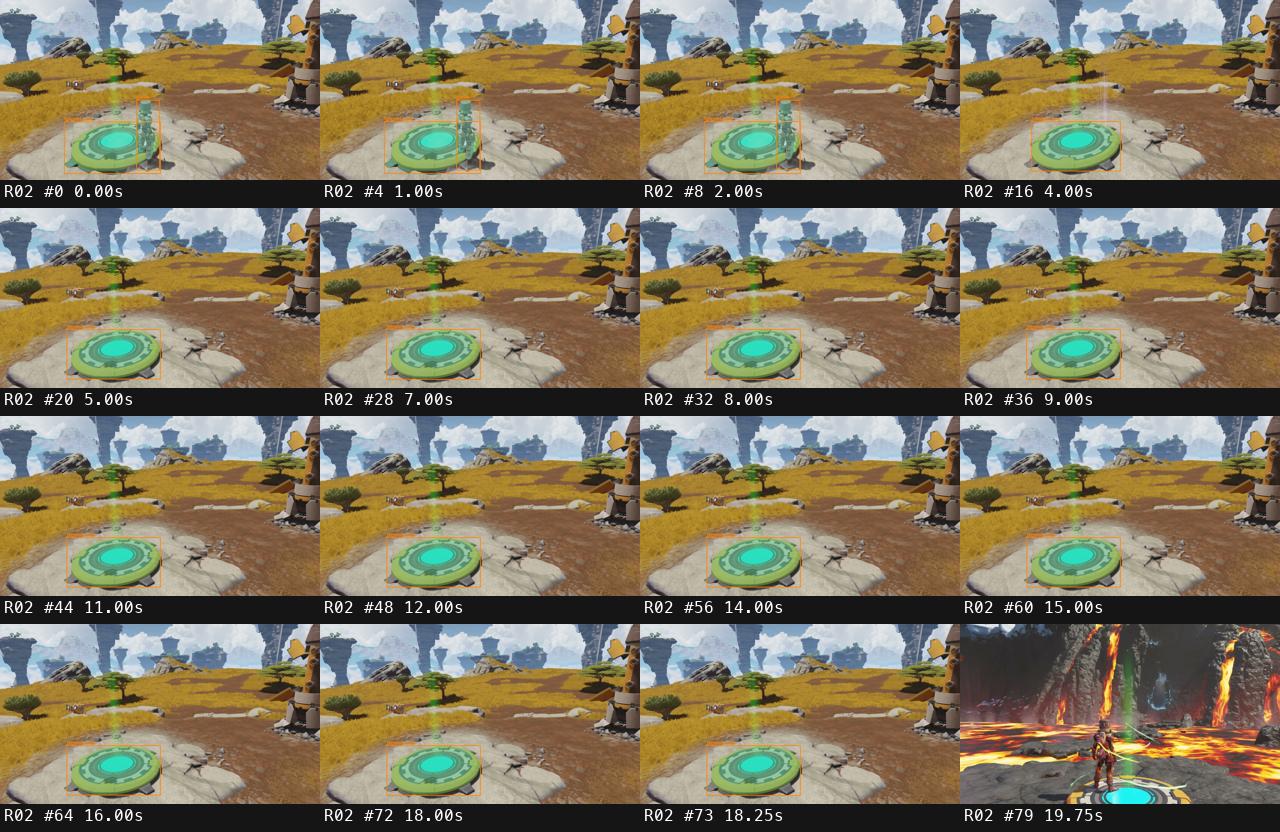 R02 #0 0.00s
R02 #4 1.00s
R02 #8 2.00s
R02 #16 4.00s
R02 #20 5.00s
R02 #28 7.00s
R02 #32 8.00s
R02 #36 9.00s
R02 #44 11.00s
R02 #48 12.00s
R02 #56 14.00s
R02 #60 15.00s
R02 #64 16.00s
R02 #72 18.00s
R02 #73 18.25s
R02 #79 19.75s